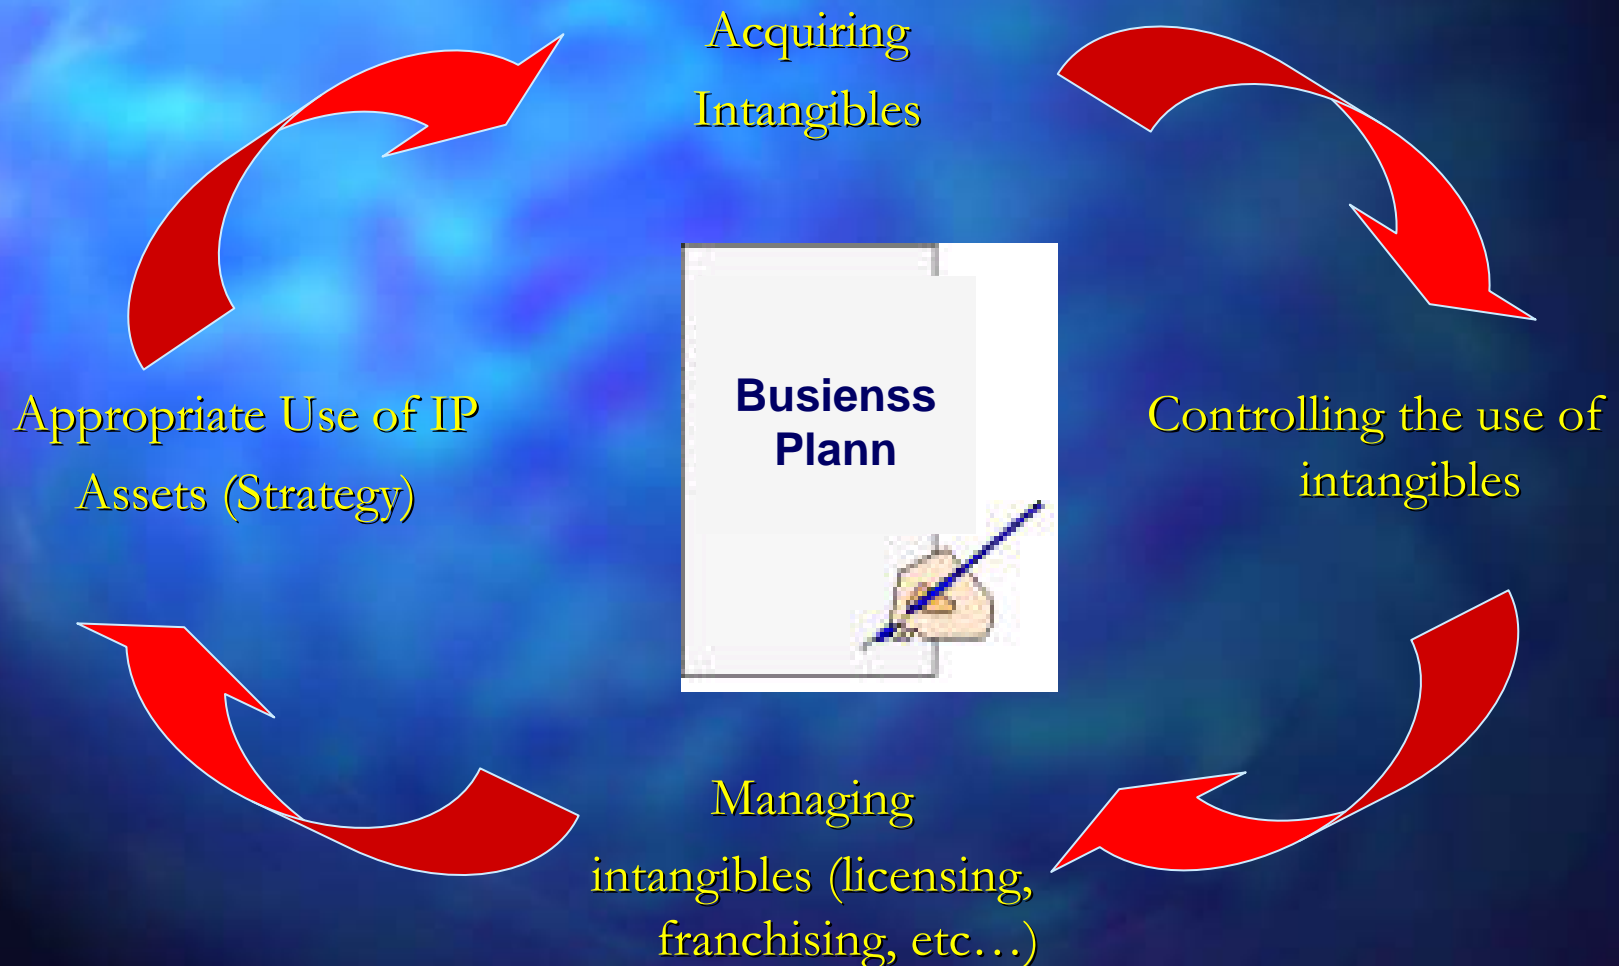 Acquiring
Intangibles
Busienss
Plann
Appropriate Use of IP
Assets (Strategy)
Controlling the use of
intangibles
Managing
intangibles (licensing,
franchising, etc…)